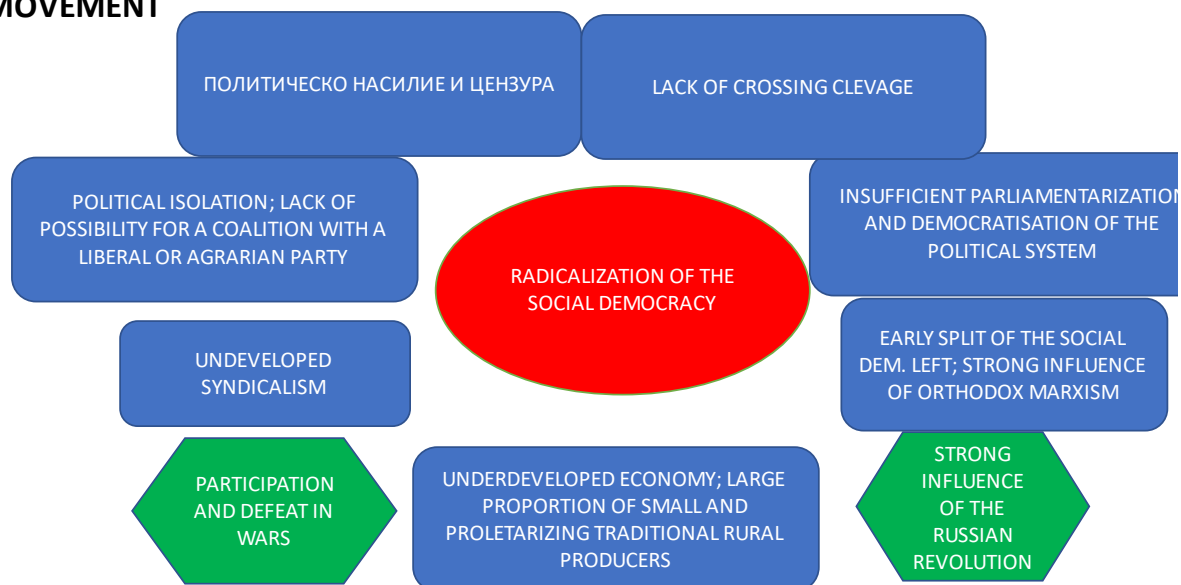 MOVEMENT
ПОЛИТИЧЕСКО НАСИЛИЕ И ЦЕНЗУРА
LACK OF CROSSING CLEVAGE
POLITICAL ISOLATION; LACK OF
POSSIBILITY FOR A COALITION WITH A
LIBERAL OR AGRARIAN PARTY
INSUFFICIENT PARLIAMENTARIZATION
AND DEMOCRATISATION OF THE
POLITICAL SYSTEM
RADICALIZATION OF THE
SOCIAL DEMOCRACY
UNDEVELOPED
SYNDICALISM
EARLY SPLIT OF THE SOCIAL
DEM. LEFT; STRONG INFLUENCE
OF ORTHODOX MARXISM
PARTICIPATION
AND DEFEAT IN
WARS
UNDERDEVELOPED ECONOMY; LARGE
PROPORTION OF SMALL AND
PROLETARIZING TRADITIONAL RURAL
PRODUCERS
STRONG
INFLUENCE
OF THE
RUSSIAN
REVOLUTION